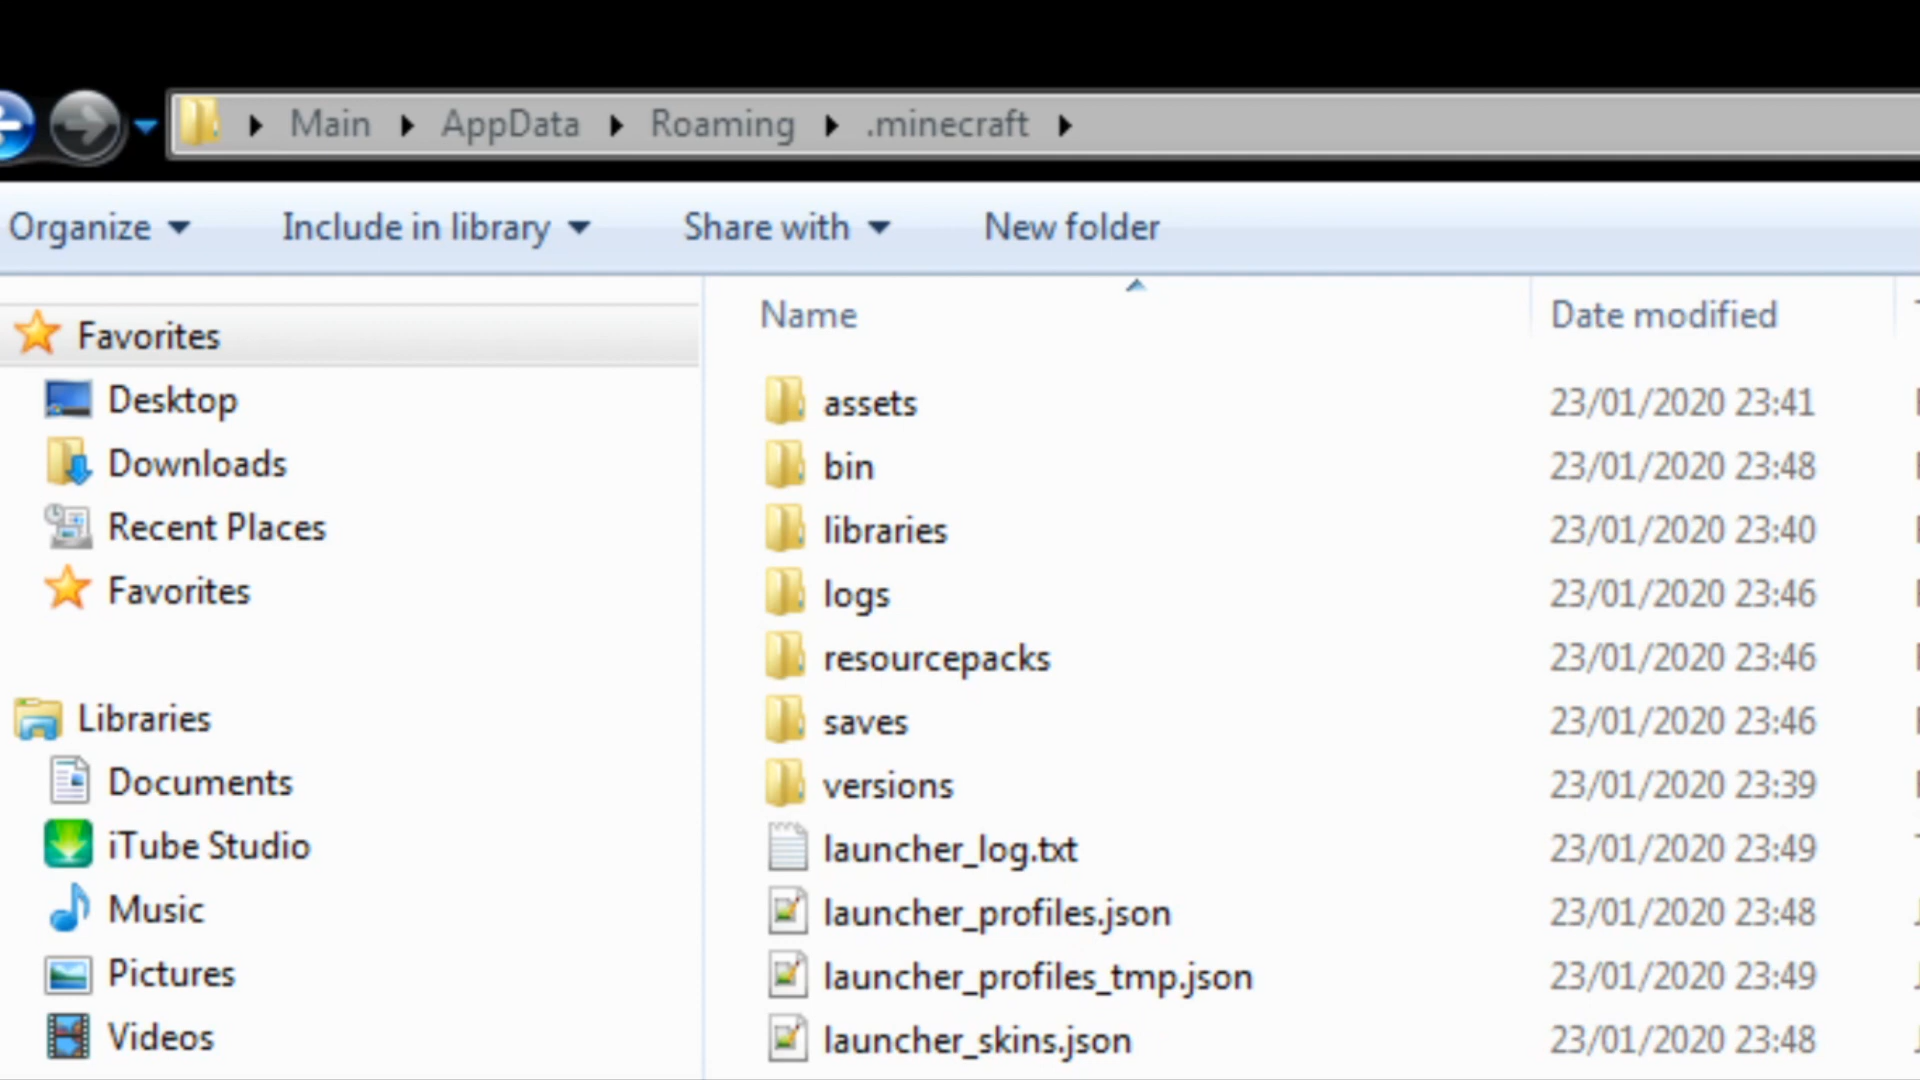 Main AppData Roaming .minecraft
Organize Include in library Share with New folder
Name Date modified
Favorites
Desktop
Downloads
Recent Places
Favorites
Libraries
Documents
iTube Studio
Music
Pictures
Videos
assets 23/01/2020 23:41
bin 23/01/2020 23:48
libraries 23/01/2020 23:40
logs 23/01/2020 23:46
resourcepacks 23/01/2020 23:46
saves 23/01/2020 23:46
versions 23/01/2020 23:39
launcher_log.txt 23/01/2020 23:49
launcher_profiles.json 23/01/2020 23:48
launcher_profiles_tmp.json 23/01/2020 23:49
launcher_skins.json 23/01/2020 23:48